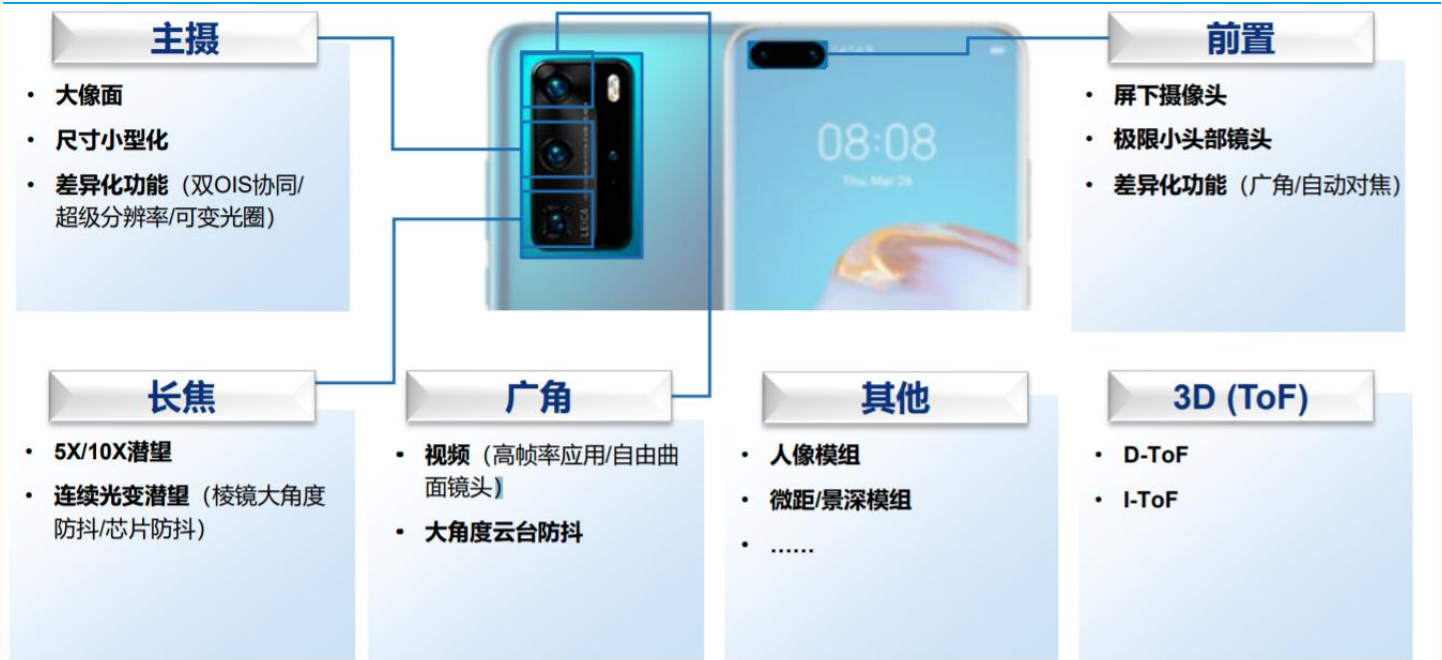 主摄
• 大像面
• 尺寸小型化
• 差异化功能（双OIS协同/
超级分辨率/可变光圈）
LEICA
08:08
Thu, Mar 26
前置
• 屏下摄像头
• 极限小头部镜头
• 差异化功能（广角/自动对焦）
长焦
• 5X/10X潜望
• 连续光变潜望（棱镜大角度
防抖/芯片防抖）
广角
• 视频（高帧率应用/自由曲
面镜头）
• 大角度云台防抖
其他
• 人像模组
• 微距/景深模组
• ……
3D (ToF)
• D-ToF
• I-ToF